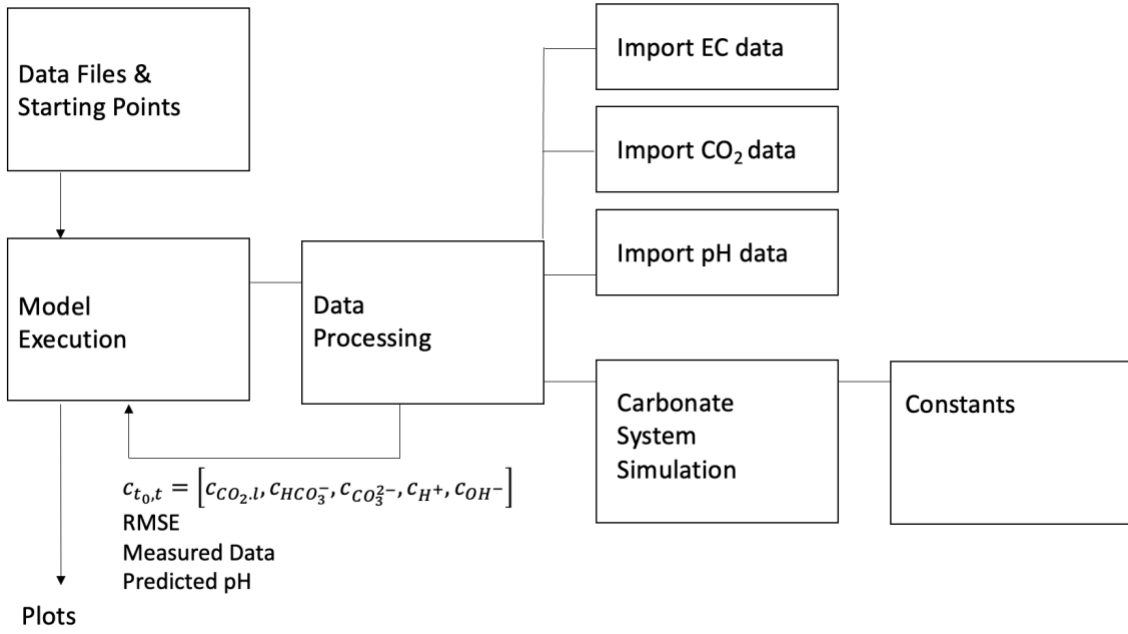 Data Files &
Starting Points
Import EC data
Import CO₂ data
Import pH data
Model
Execution
Data
Processing
Carbonate
System
Simulation
Constants
c_{t₀,t} = [c_{CO₂.l}, c_{HCO₃⁻}, c_{CO₃²⁻}, c_{H⁺}, c_{OH⁻}]
RMSE
Measured Data
Predicted pH
Plots